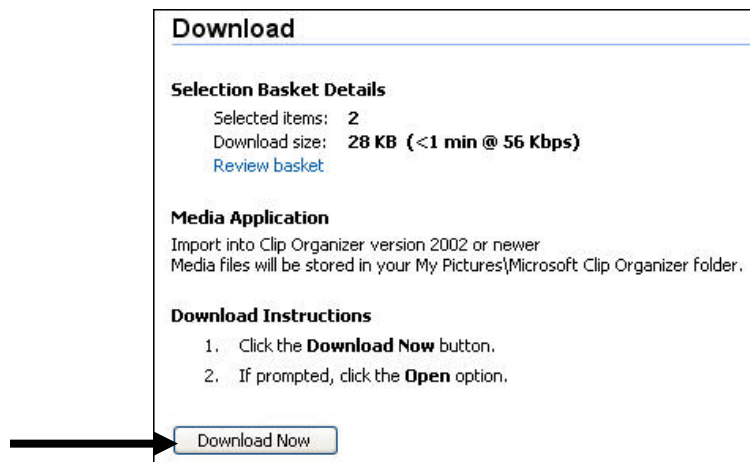 Download
Selection Basket Details
Selected items: 2
Download size: 28 KB (<1 min @ 56 Kbps)
Review basket
Media Application
Import into Clip Organizer version 2002 or newer
Media files will be stored in your My Pictures\Microsoft Clip Organizer folder.
Download Instructions
1. Click the Download Now button.
2. If prompted, click the Open option.
Download Now